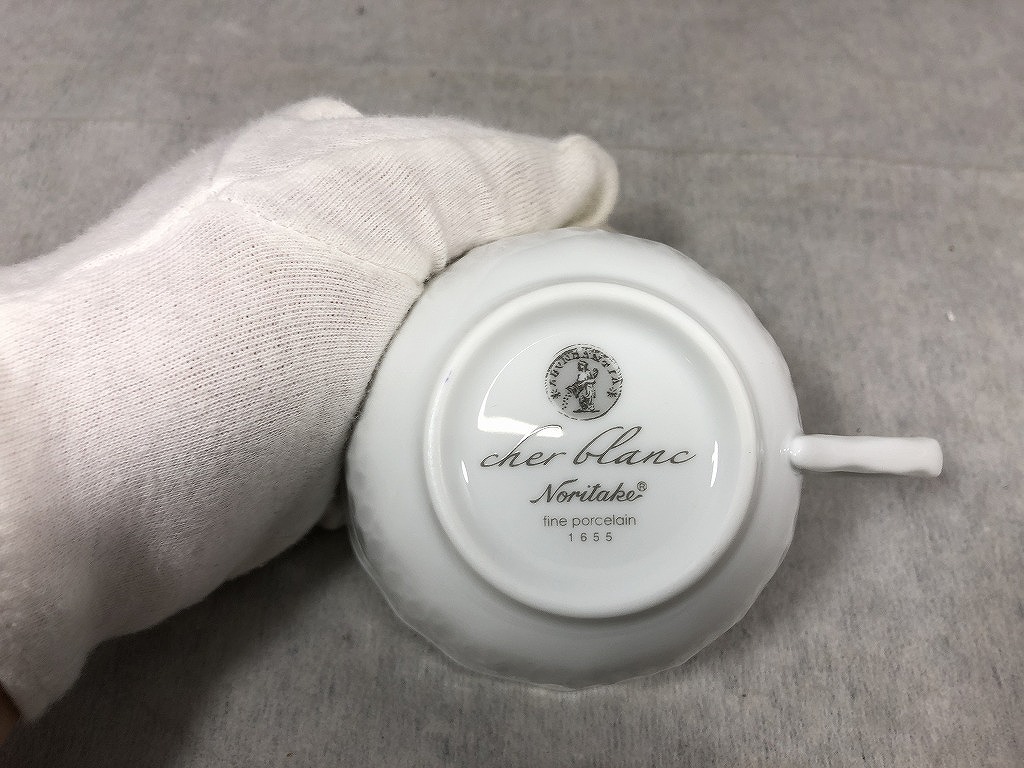 cher blanc
Noritake®
fine porcelain
1655